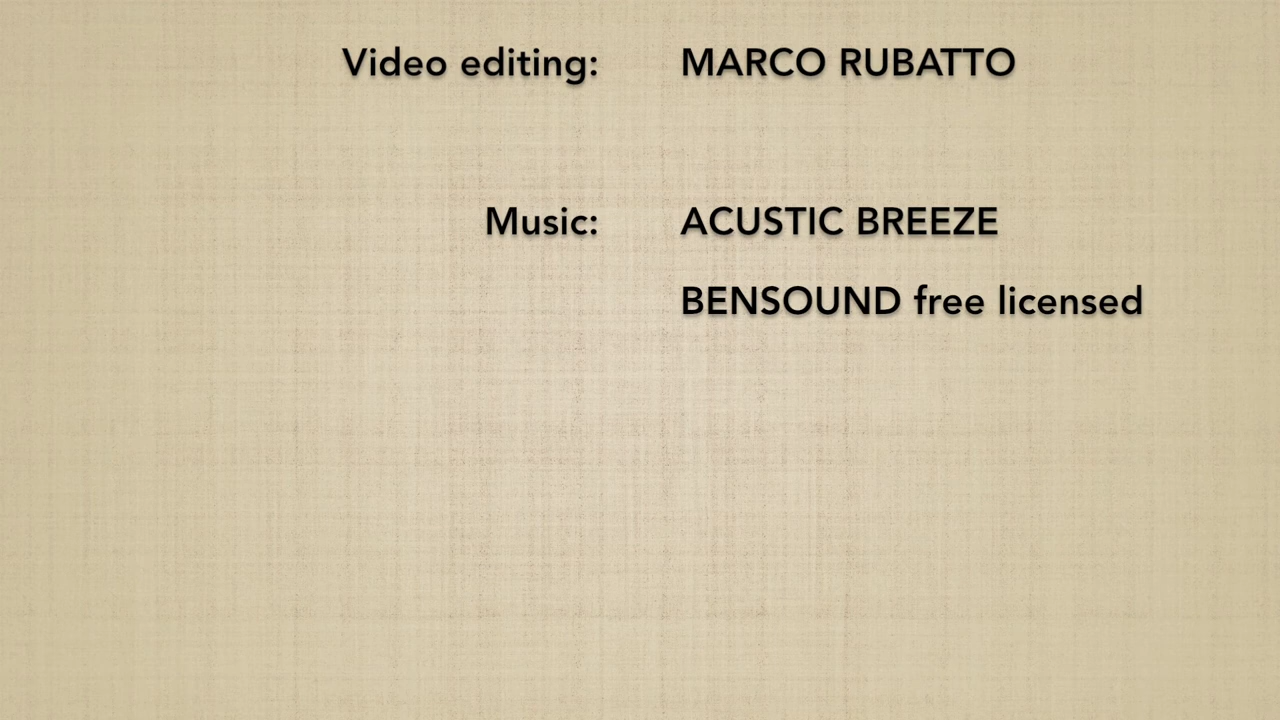 Video editing: MARCO RUBATTO
Music: ACUSTIC BREEZE
BENSOUND free licensed